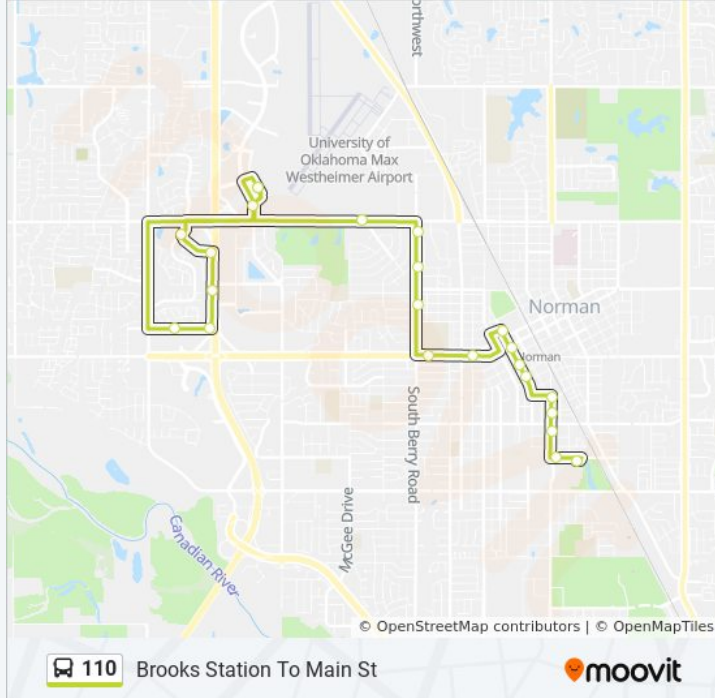 orthwest
University of
Oklahoma Max
Westheimer Airport
Norman
Norman
South Berry Road
McGee Drive
Canadian River
© OpenStreetMap contributors | © OpenMapTiles
110 Brooks Station To Main St
moovit